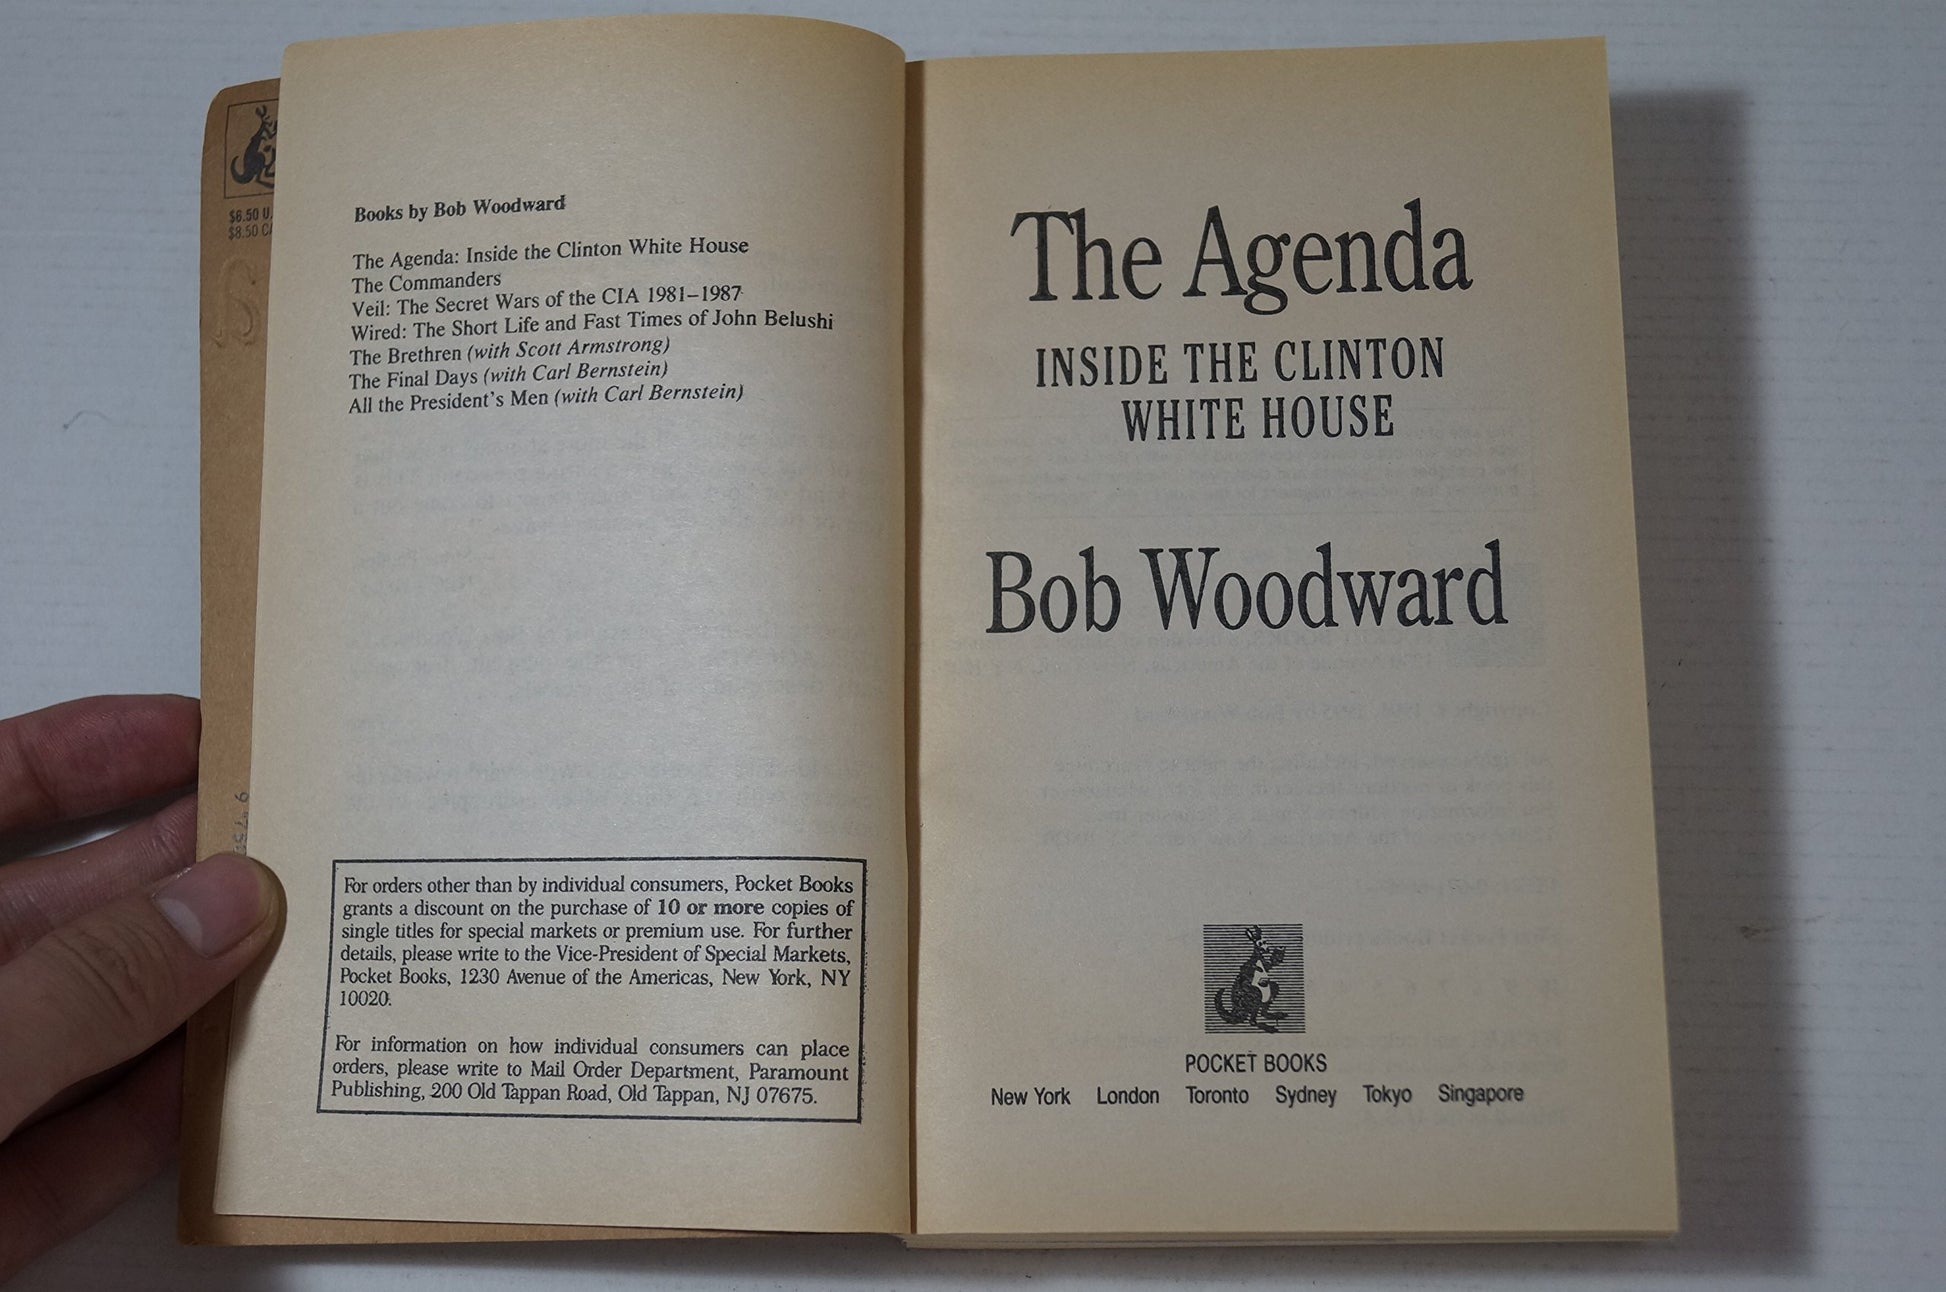 $6.50 U.
$8.50 C
Books by Bob Woodward
The Agenda: Inside the Clinton White House
The Commanders
Veil: The Secret Wars of the CIA 1981–1987
Wired: The Short Life and Fast Times of John Belushi
The Brethren (with Scott Armstrong)
The Final Days (with Carl Bernstein)
All the President's Men (with Carl Bernstein)
For orders other than by individual consumers, Pocket Books
grants a discount on the purchase of 10 or more copies of
single titles for special markets or premium use. For further
details, please write to the Vice-President of Special Markets,
Pocket Books, 1230 Avenue of the Americas, New York, NY
10020.
For information on how individual consumers can place
orders, please write to Mail Order Department, Paramount
Publishing, 200 Old Tappan Road, Old Tappan, NJ 07675.
The Agenda
INSIDE THE CLINTON
WHITE HOUSE
Bob Woodward
POCKET BOOKS
New York London Toronto Sydney Tokyo Singapore